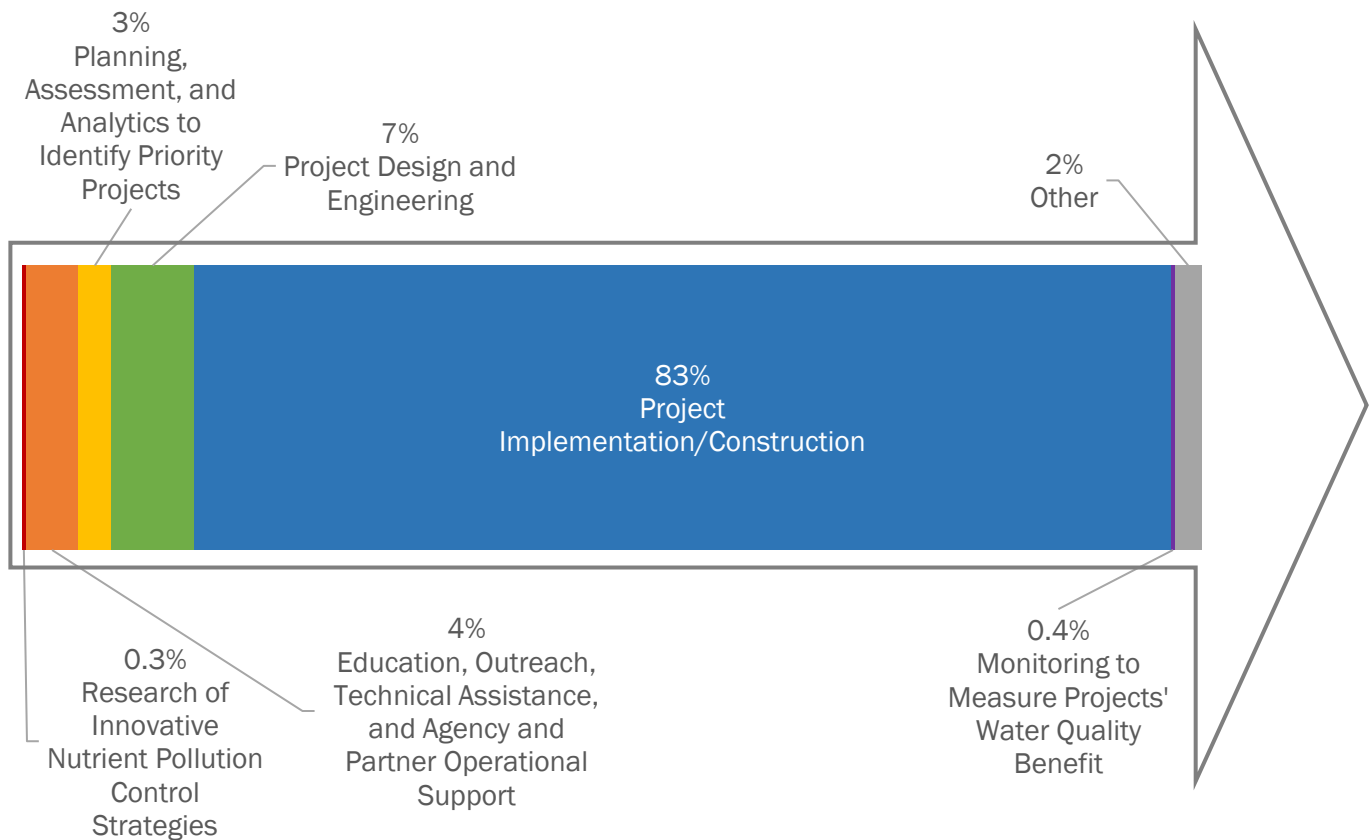 3%
Planning,
Assessment, and
Analytics to
Identify Priority
Projects
7%
Project Design and
Engineering
2%
Other
83%
Project
Implementation/Construction
0.3%
Research of
Innovative
Nutrient Pollution
Control
Strategies
4%
Education, Outreach,
Technical Assistance,
and Agency and
Partner Operational
Support
0.4%
Monitoring to
Measure Projects'
Water Quality
Benefit